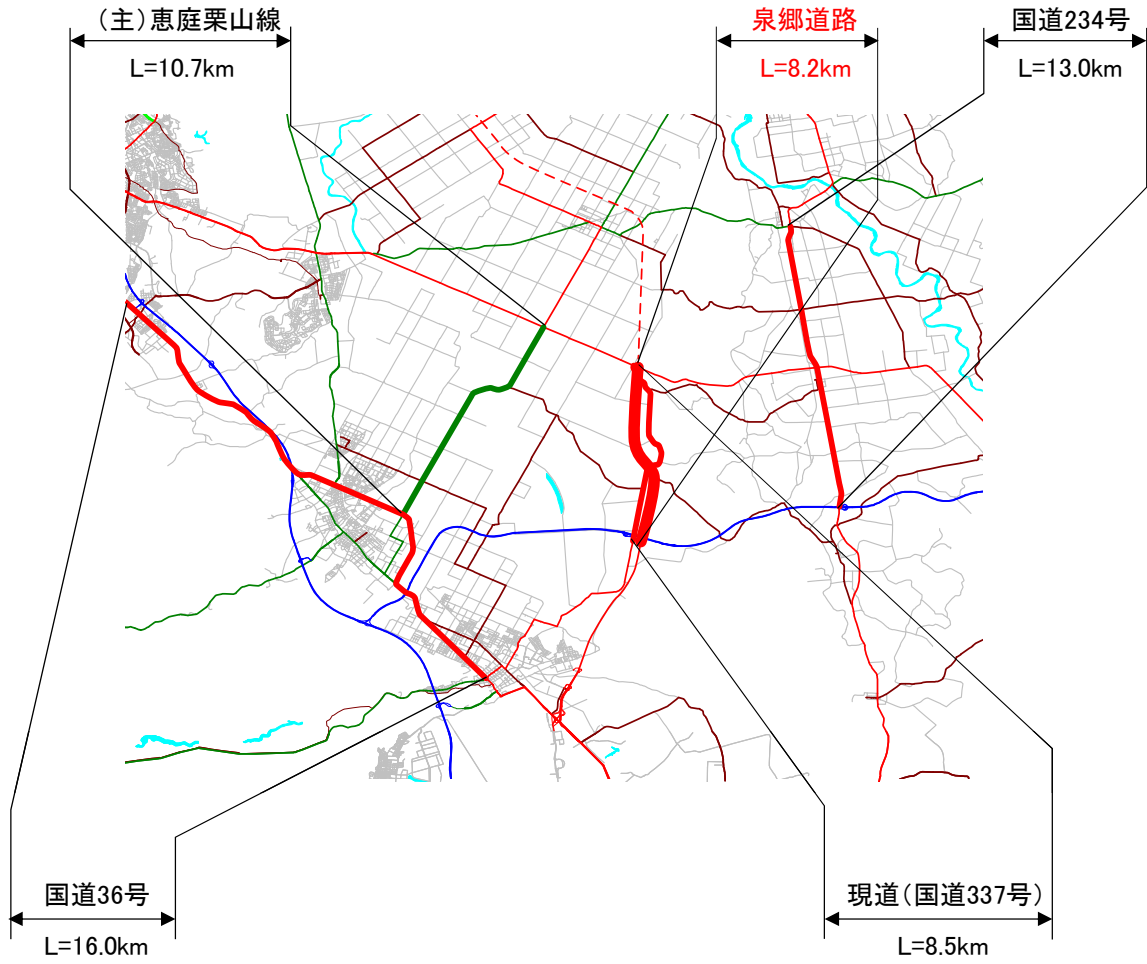 (主)恵庭栗山線
L=10.7km
泉郷道路
L=8.2km
国道234号
L=13.0km
国道36号
L=16.0km
現道(国道337号)
L=8.5km